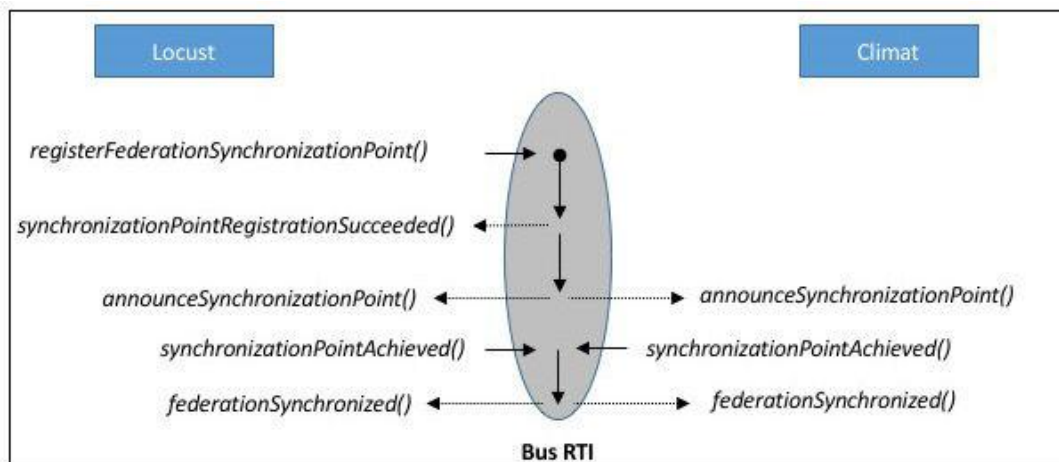 Locust
Climat
registerFederationSynchronizationPoint()
synchronizationPointRegistrationSucceeded()
announceSynchronizationPoint()
announceSynchronizationPoint()
synchronizationPointAchieved()
synchronizationPointAchieved()
federationSynchronized()
federationSynchronized()
Bus RTI